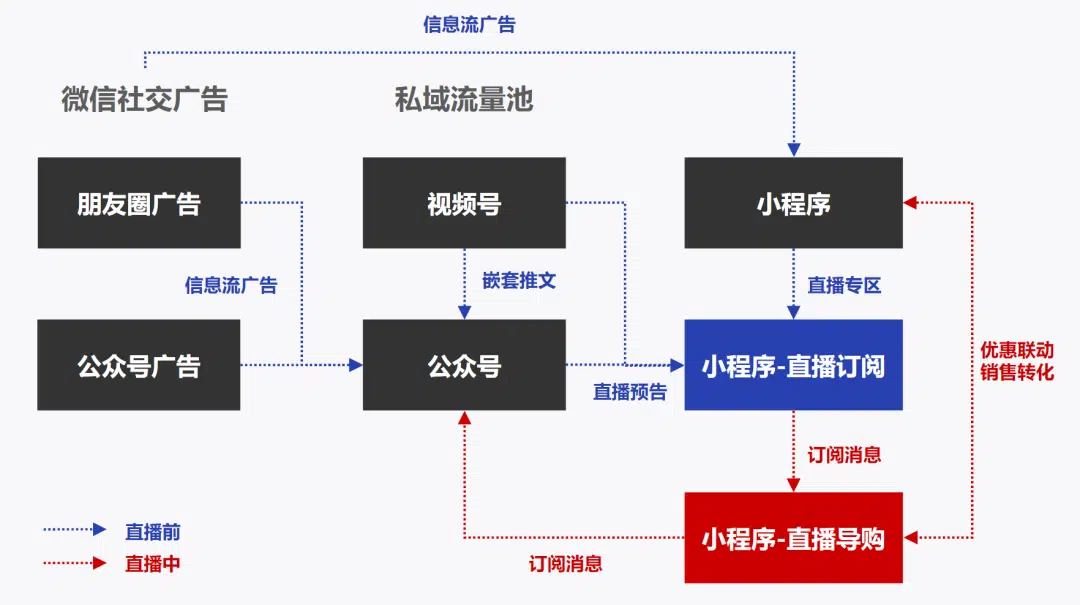 信息流广告
微信社交广告
私域流量池
朋友圈广告
视频号
小程序
信息流广告
嵌套推文
直播专区
公众号广告
公众号
小程序-直播订阅
优惠联动
销售转化
直播预告
订阅消息
直播前
直播中
小程序-直播导购
订阅消息